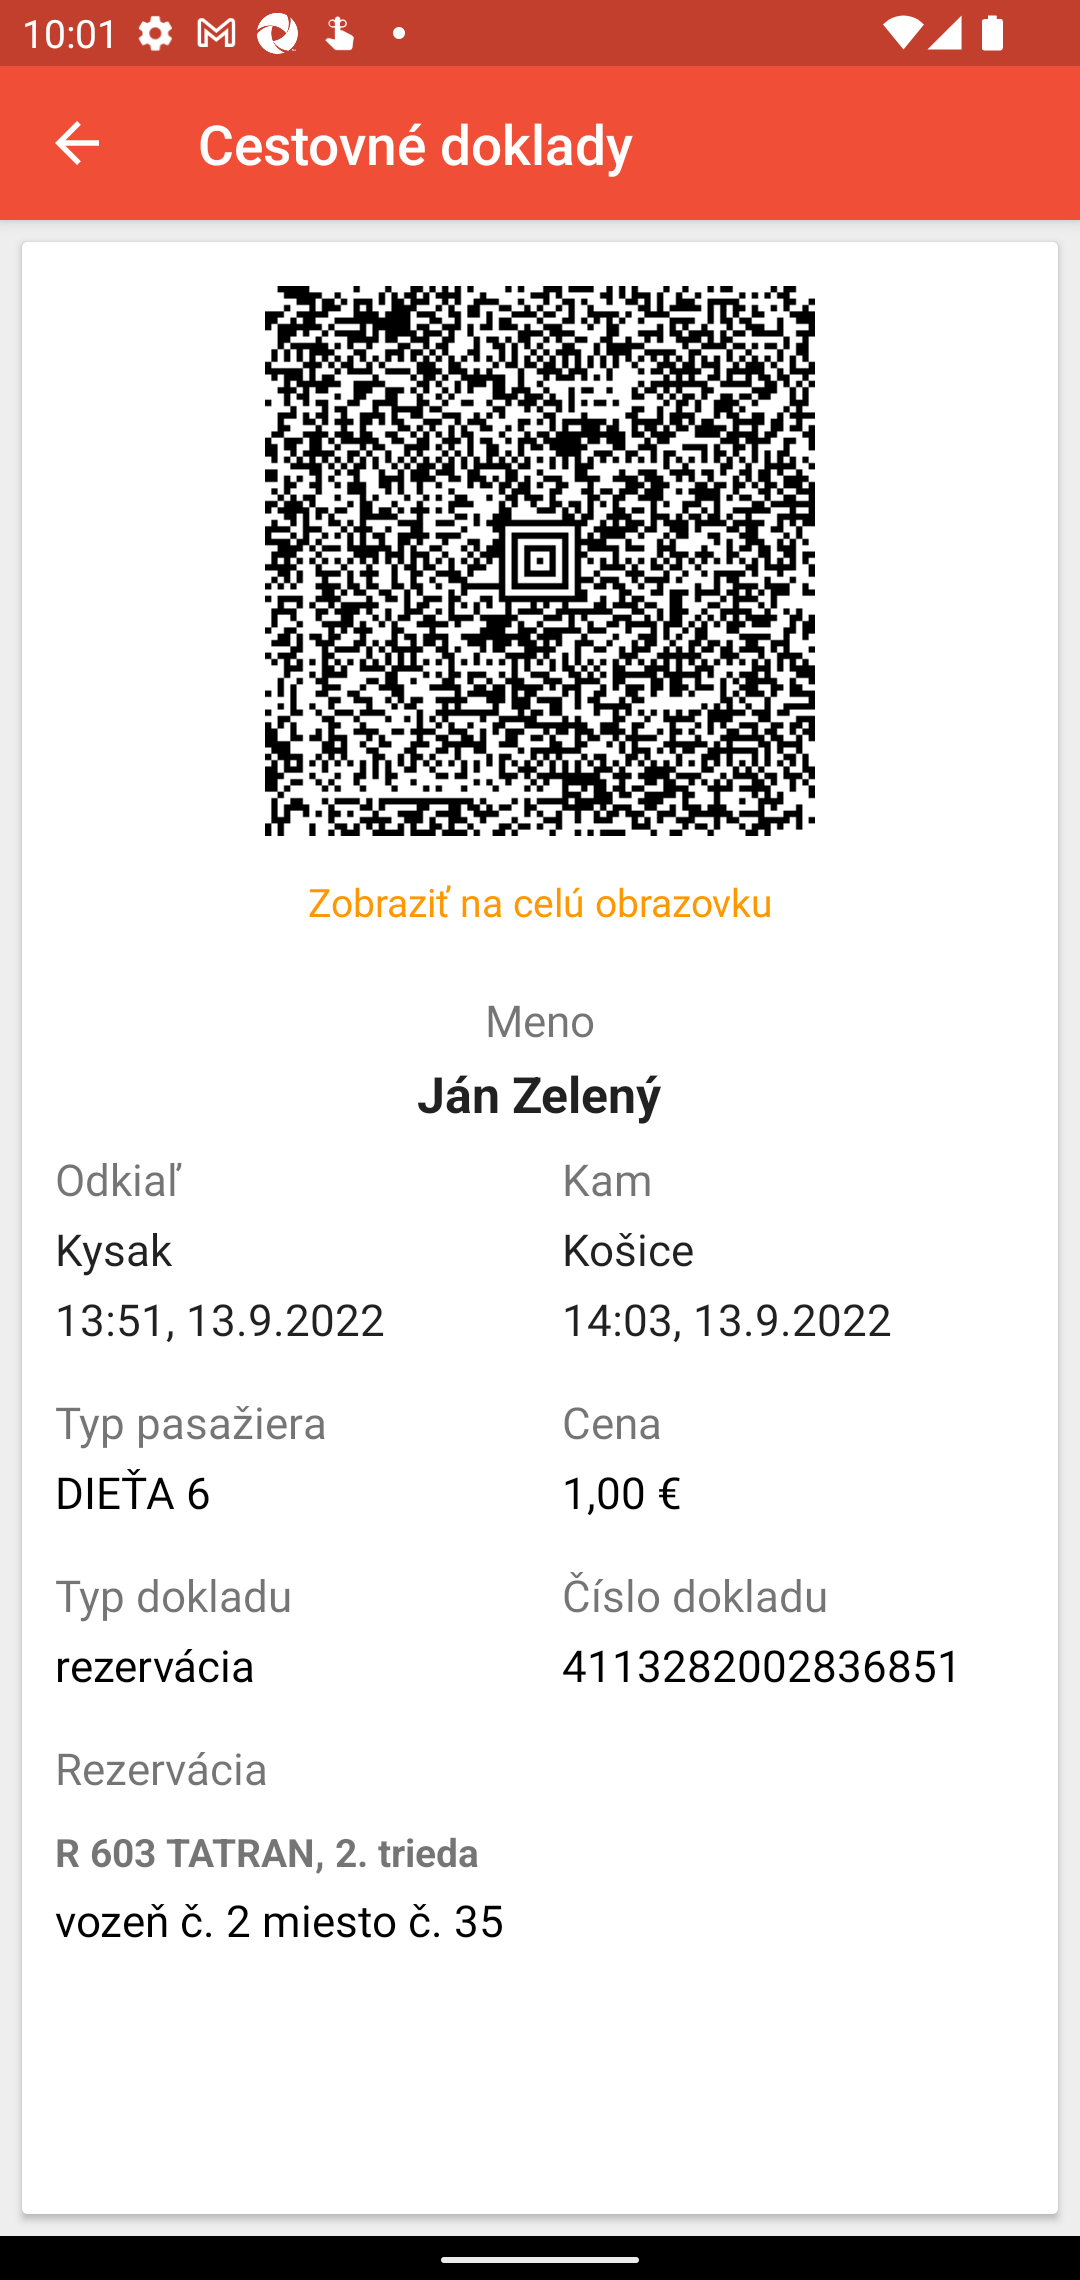 10:01
Cestovné doklady
Zobraziť na celú obrazovku
Meno
Ján Zelený
Odkiaľ
Kam
Kysak
Košice
13:51, 13.9.2022
14:03, 13.9.2022
Typ pasažiera
Cena
DIEŤA 6
1,00 €
Typ dokladu
Číslo dokladu
rezervácia
4113282002836851
Rezervácia
R 603 TATRAN, 2. trieda
vozeň č. 2 miesto č. 35